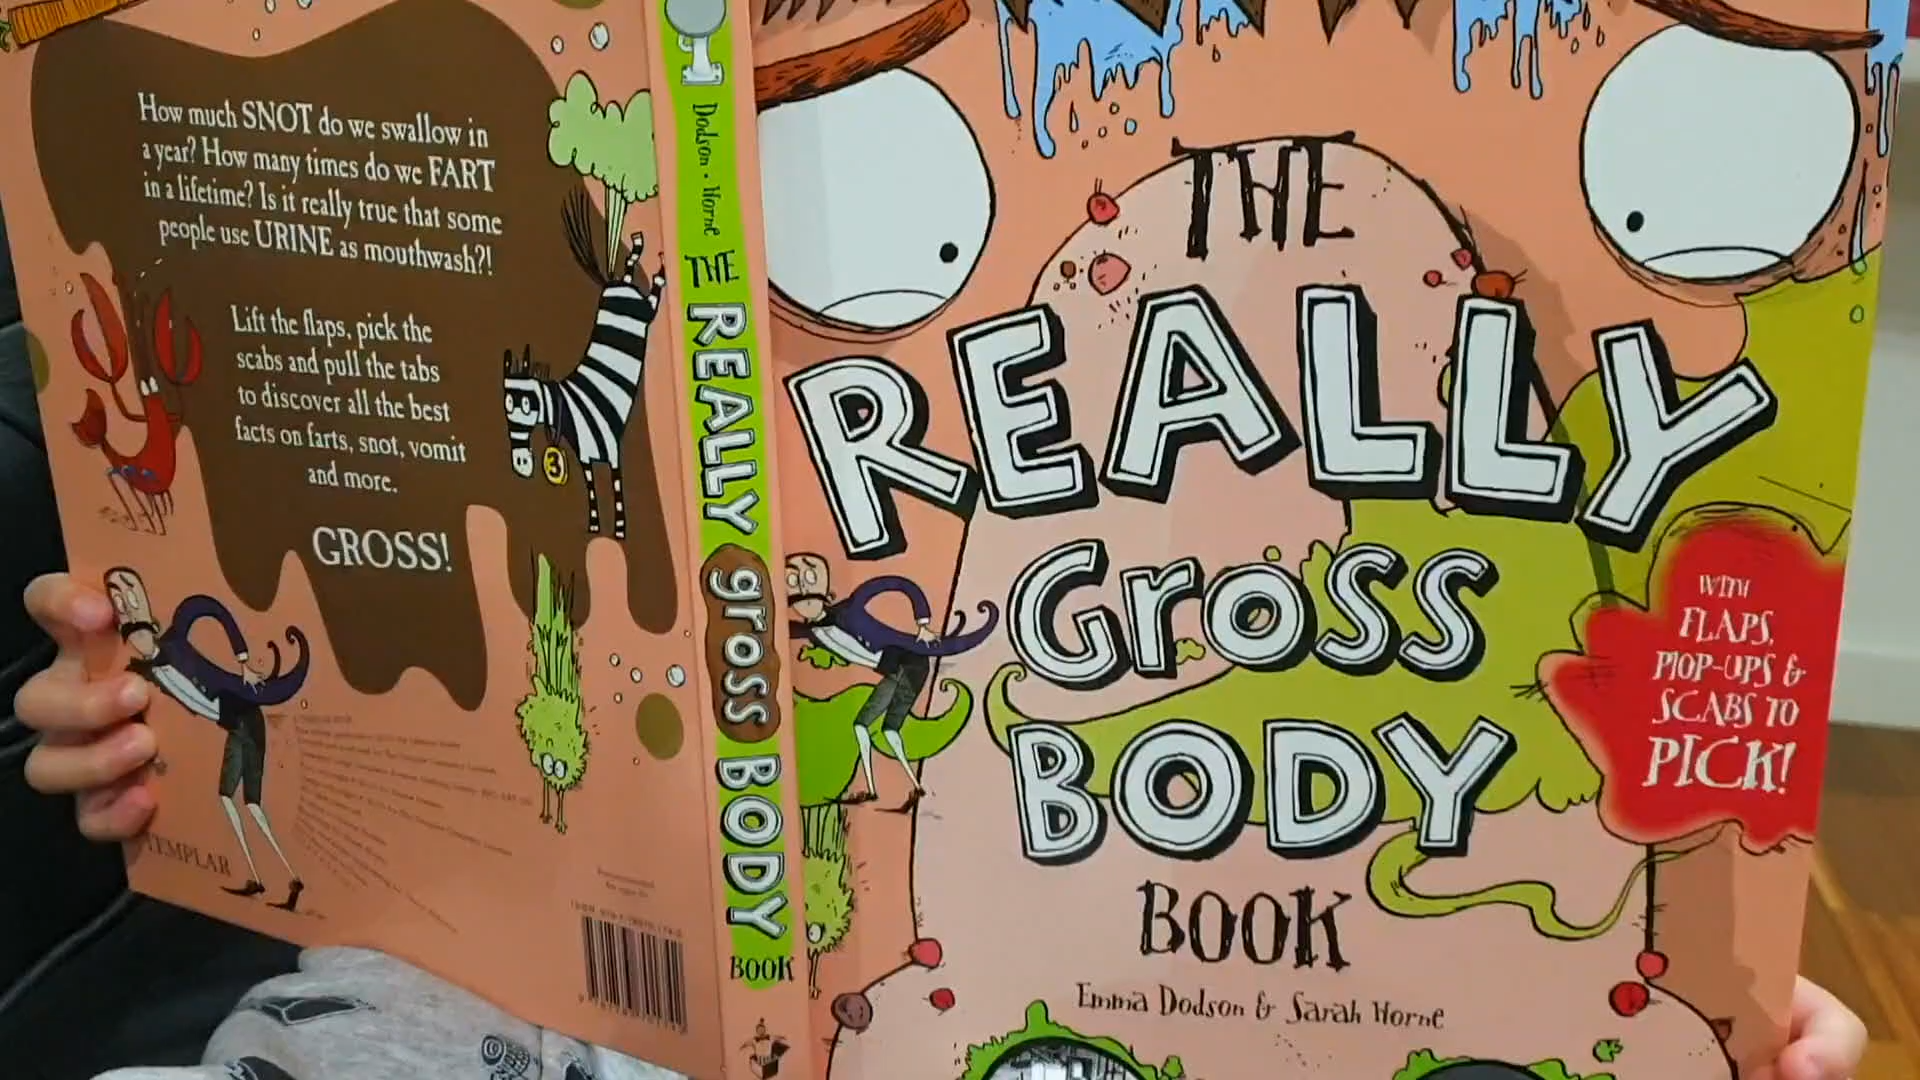 How much SNOT do we swallow in
a year? How many times do we FART
in a lifetime? Is it really true that some
people use URINE as mouthwash?!
Lift the flaps, pick the
scabs and pull the tabs
to discover all the best
facts on farts, snot, vomit
and more.
GROSS!
3
TEMPLAR
Dodson · Horne THE REALLY gross BODY BOOK
THE
REALLY
Gross
BODY
BOOK
Emma Dodson & Sarah Horne
WITH
FLAPS,
PLOP-UPS &
SCABS TO
PICK!